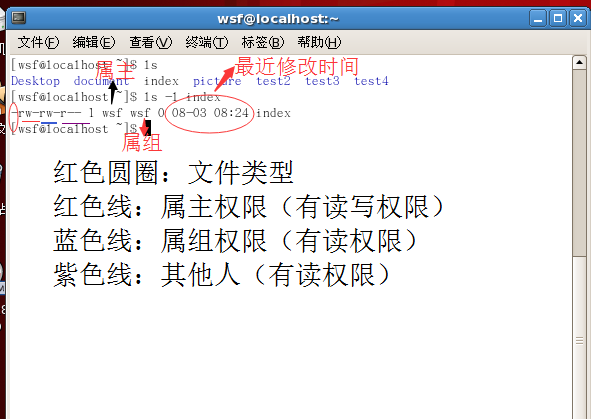 wsf@localhost:~
文件(F) 编辑(E) 查看(V) 终端(T) 标签(B) 帮助(H)
[wsf@localhost ~]$ ls
属主
最近修改时间
Desktop document index picture test2 test3 test4
[wsf@localhost ~]$ ls -l index
-rw-rw-r-- 1 wsf wsf 0 08-03 08:24 index
[wsf@localhost ~]$
属组
红色圆圈：文件类型
红色线：属主权限（有读写权限）
蓝色线：属组权限（有读权限）
紫色线：其他人（有读权限）